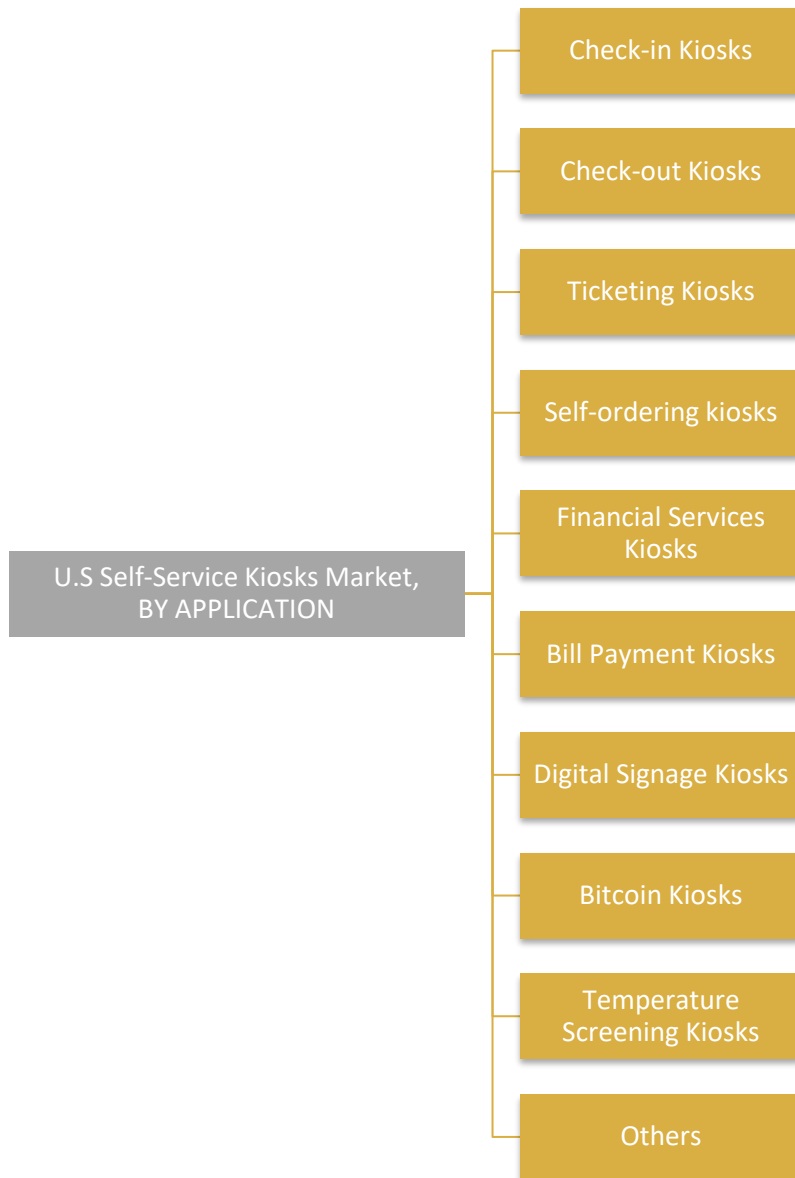 Check-in Kiosks
Check-out Kiosks
Ticketing Kiosks
Self-ordering kiosks
Financial Services
Kiosks
U.S Self-Service Kiosks Market,
BY APPLICATION
Bill Payment Kiosks
Digital Signage Kiosks
Bitcoin Kiosks
Temperature
Screening Kiosks
Others